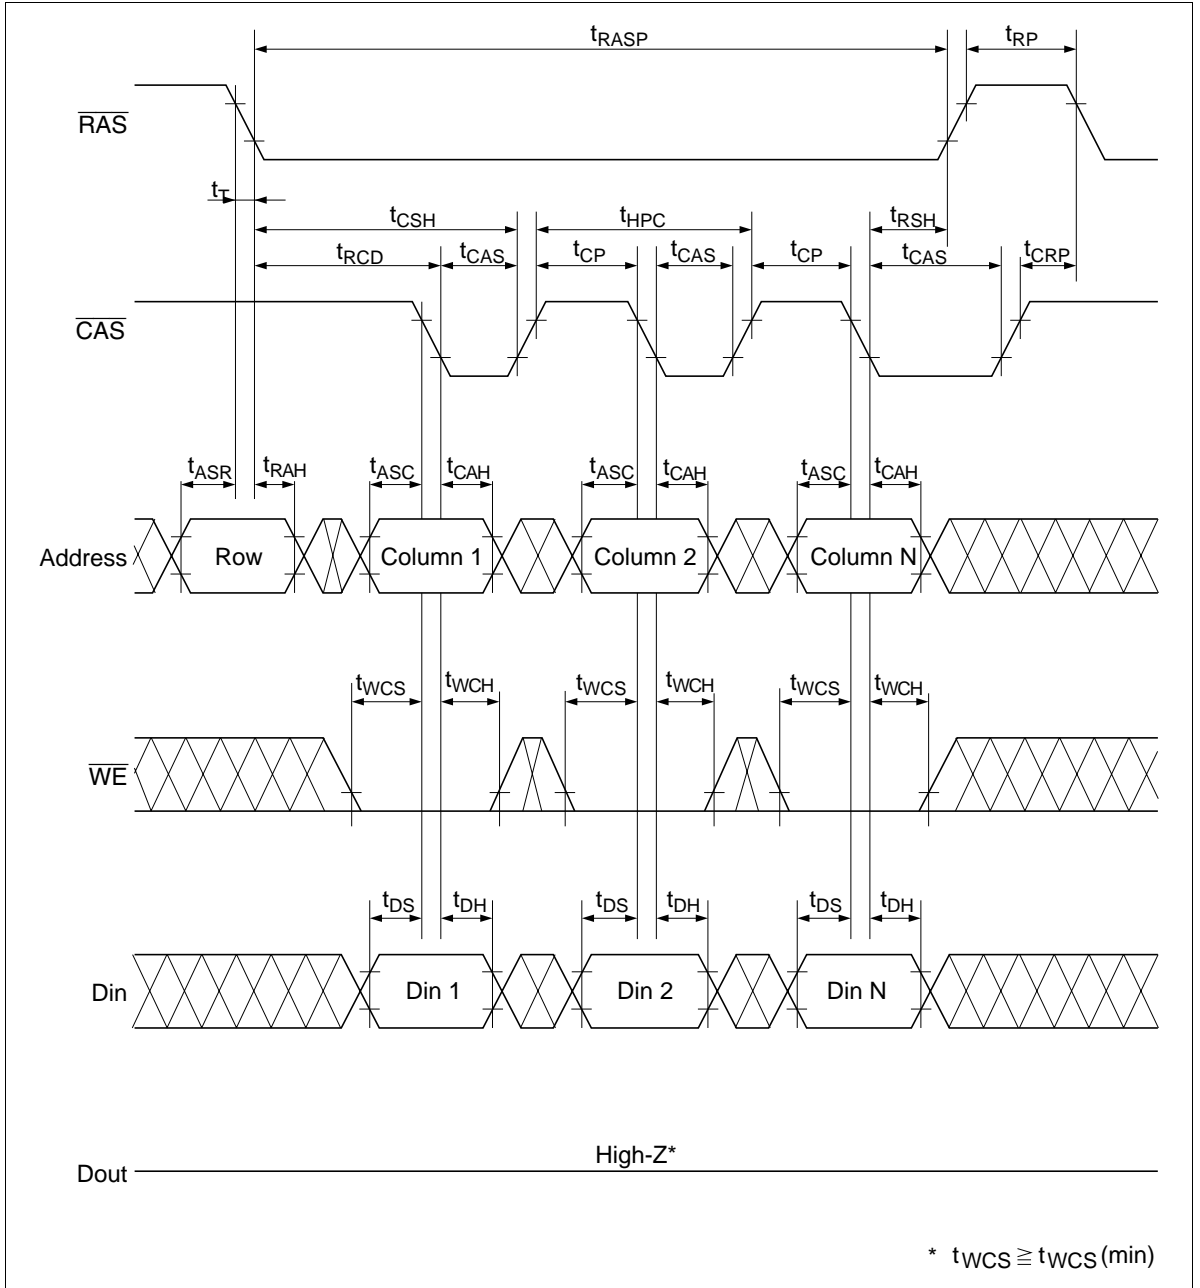 tRASP tRP
RAS
tT
tCSH tHPC tRSH
tRCD tCAS tCP tCAS tCP tCAS tCRP
CAS
tASR tRAH tASC tCAH tASC tCAH tASC tCAH
Address Row Column 1 Column 2 Column N
tWCS tWCH tWCS tWCH tWCS tWCH
WE
tDS tDH tDS tDH tDS tDH
Din Din 1 Din 2 Din N
High-Z*
Dout
* tWCS ≧ tWCS (min)